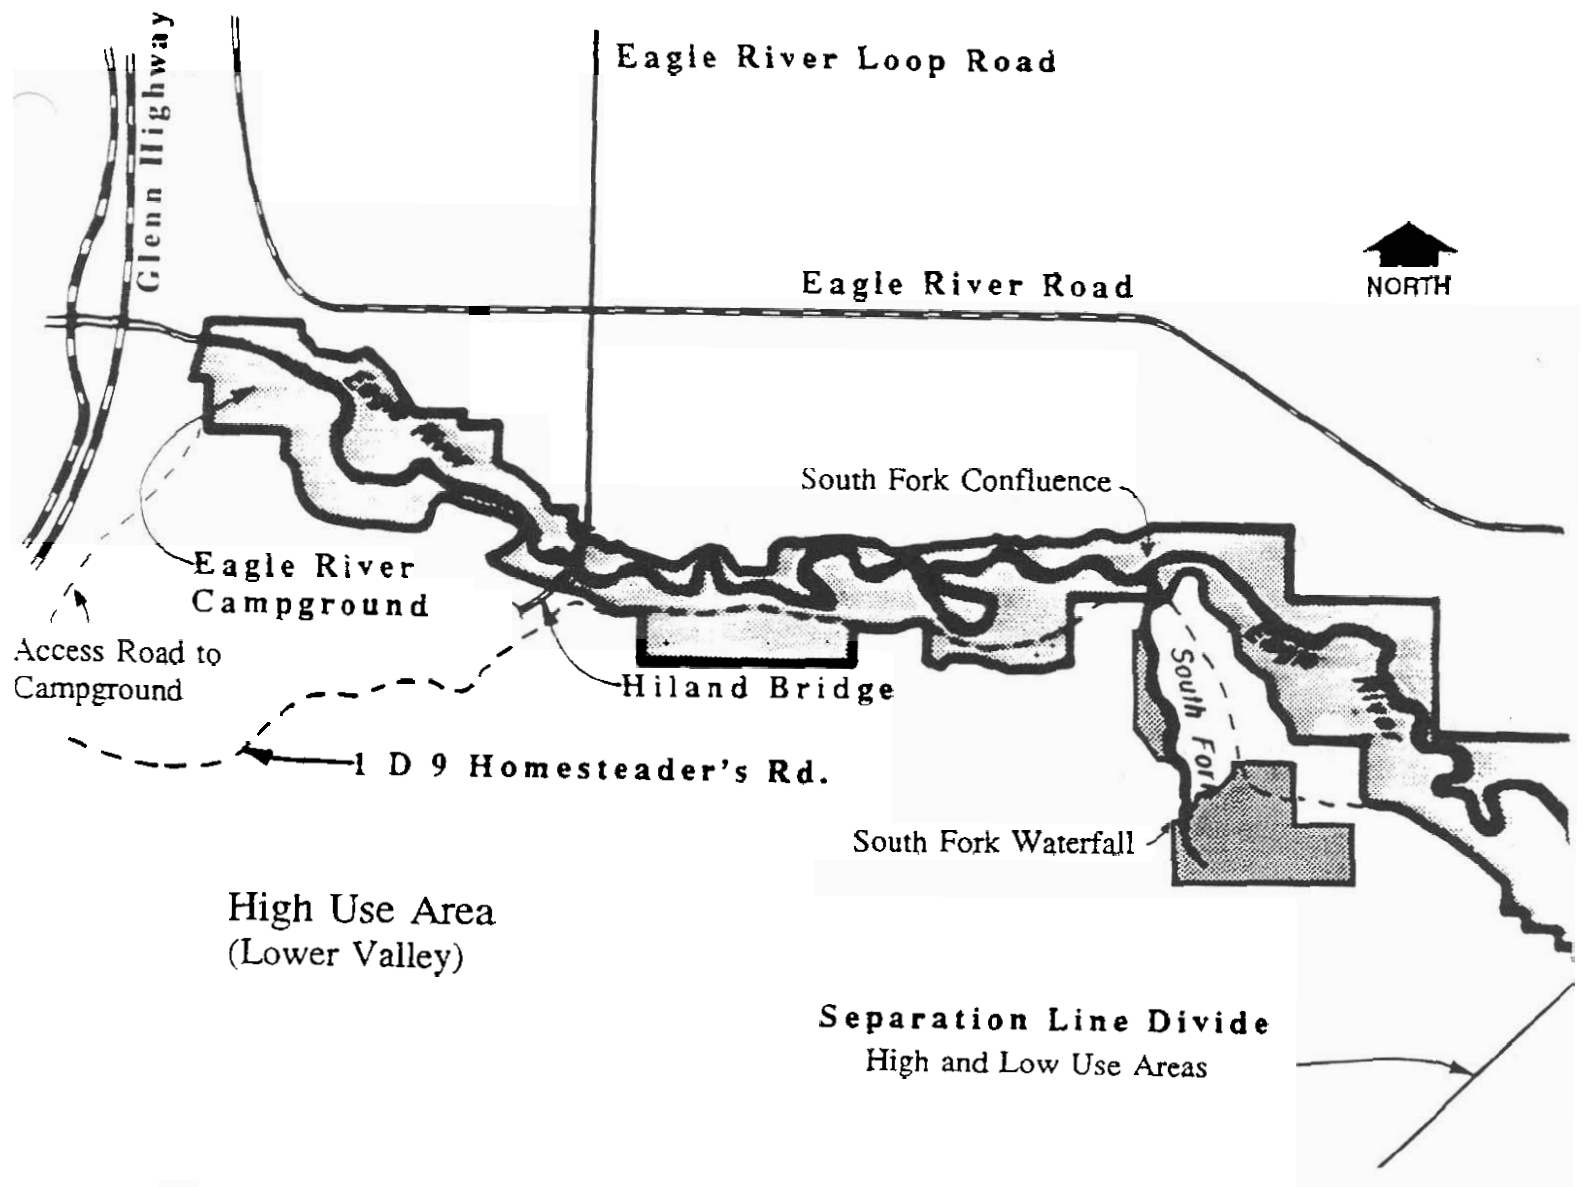 Glenn Highway
Eagle River Loop Road
Eagle River Road
NORTH
South Fork Confluence
Eagle River
Campground
Access Road to
Campground
Hiland Bridge
South Fork
1 D 9 Homesteader's Rd.
South Fork Waterfall
High Use Area
(Lower Valley)
Separation Line Divide
High and Low Use Areas